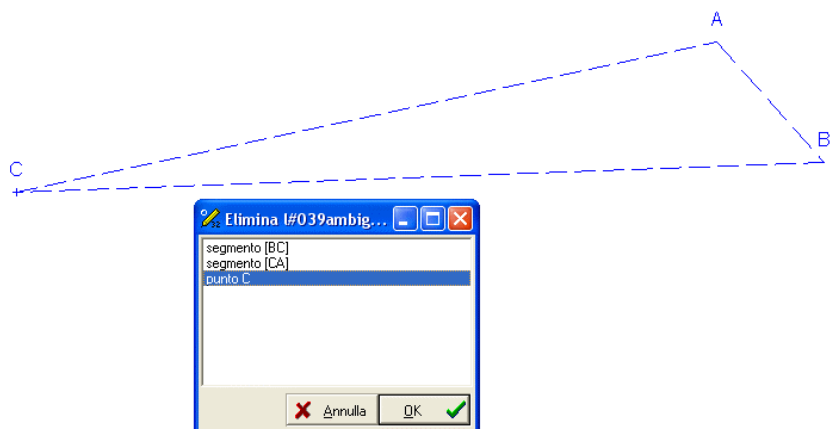 A
B
C
Elimina l#039ambig...
segmento [BC]
segmento [CA]
punto C
Annulla
OK